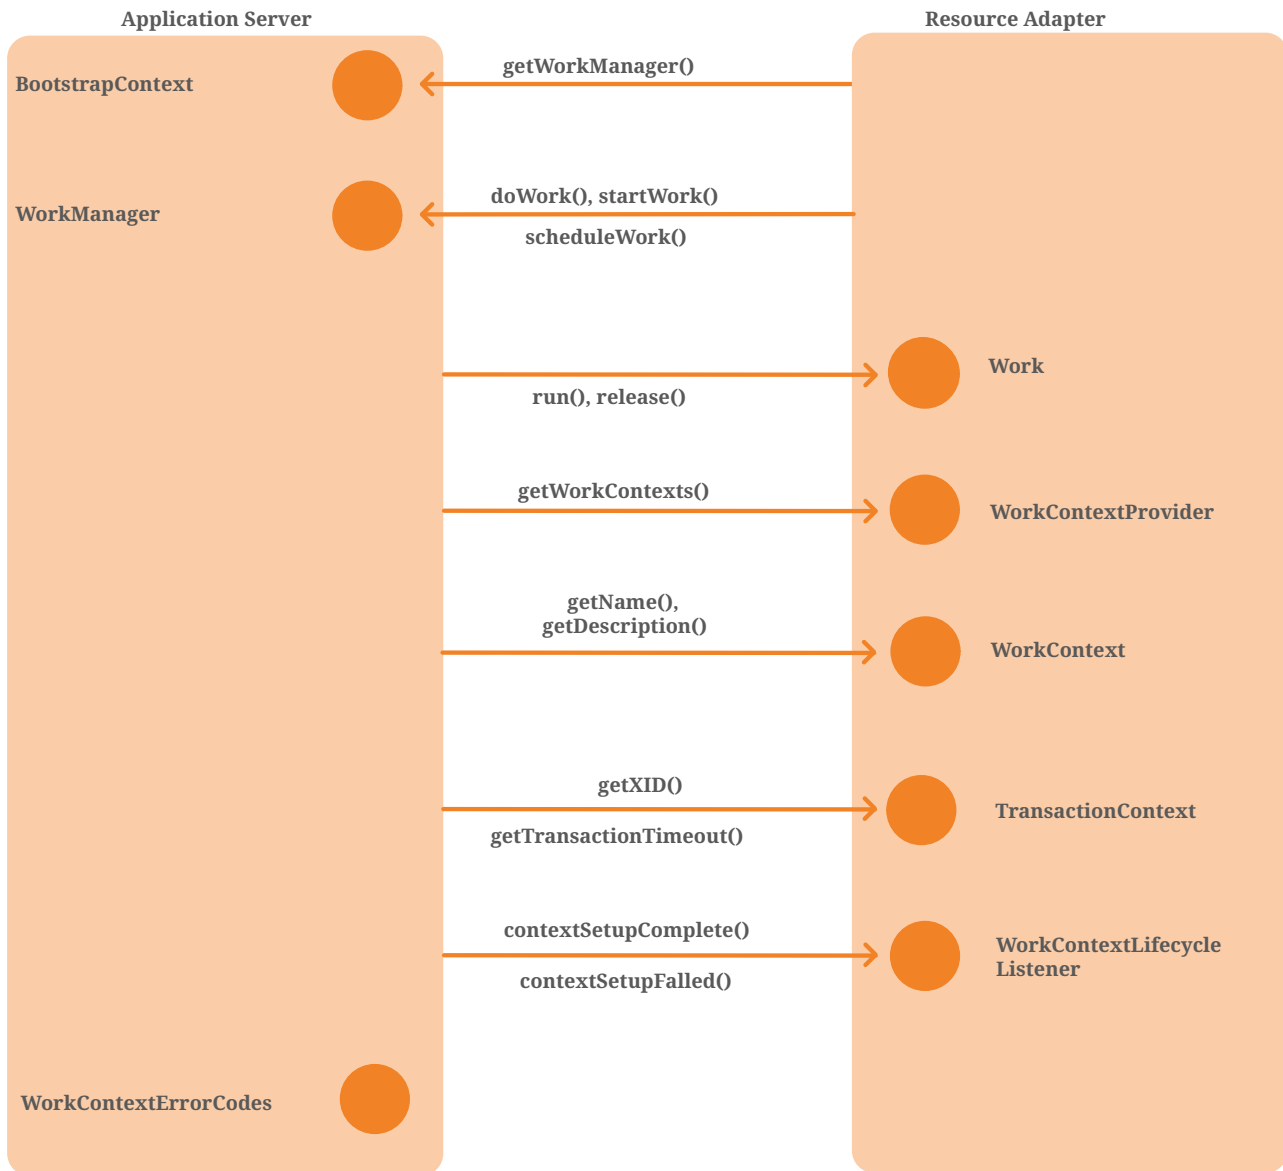 Application Server
Resource Adapter
BootstrapContext
getWorkManager()
WorkManager
doWork(), startWork()
scheduleWork()
run(), release()
Work
getWorkContexts()
WorkContextProvider
getName(),
getDescription()
WorkContext
getXID()
getTransactionTimeout()
TransactionContext
contextSetupComplete()
contextSetupFalled()
WorkContextLifecycle
Listener
WorkContextErrorCodes